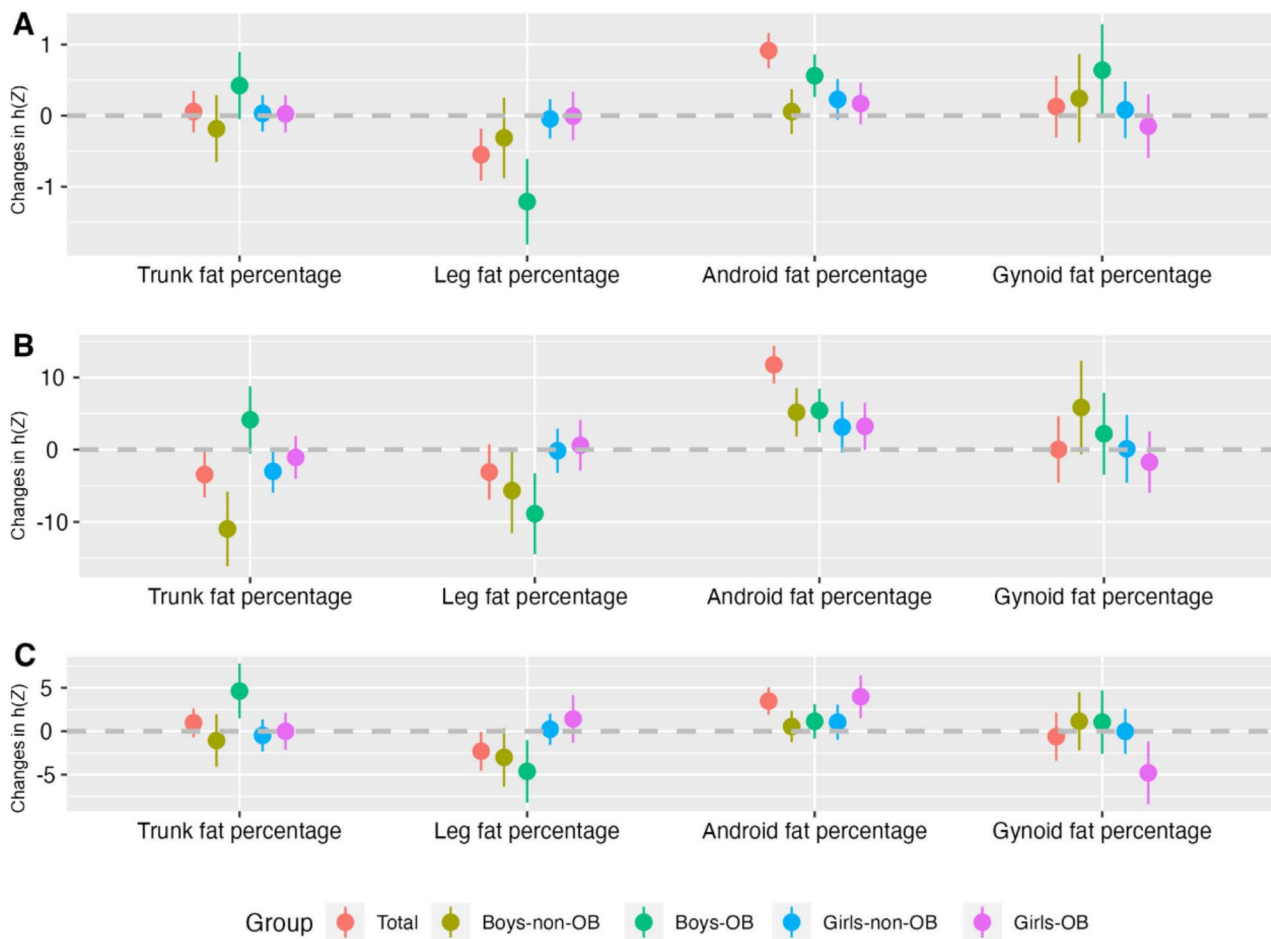 A
Changes in h(Z)
1
0
-1
Trunk fat percentage Leg fat percentage Android fat percentage Gynoid fat percentage
B
Changes in h(Z)
10
0
-10
Trunk fat percentage Leg fat percentage Android fat percentage Gynoid fat percentage
C
Changes in h(Z)
5
0
-5
Trunk fat percentage Leg fat percentage Android fat percentage Gynoid fat percentage
Group Total Boys-non-OB Boys-OB Girls-non-OB Girls-OB